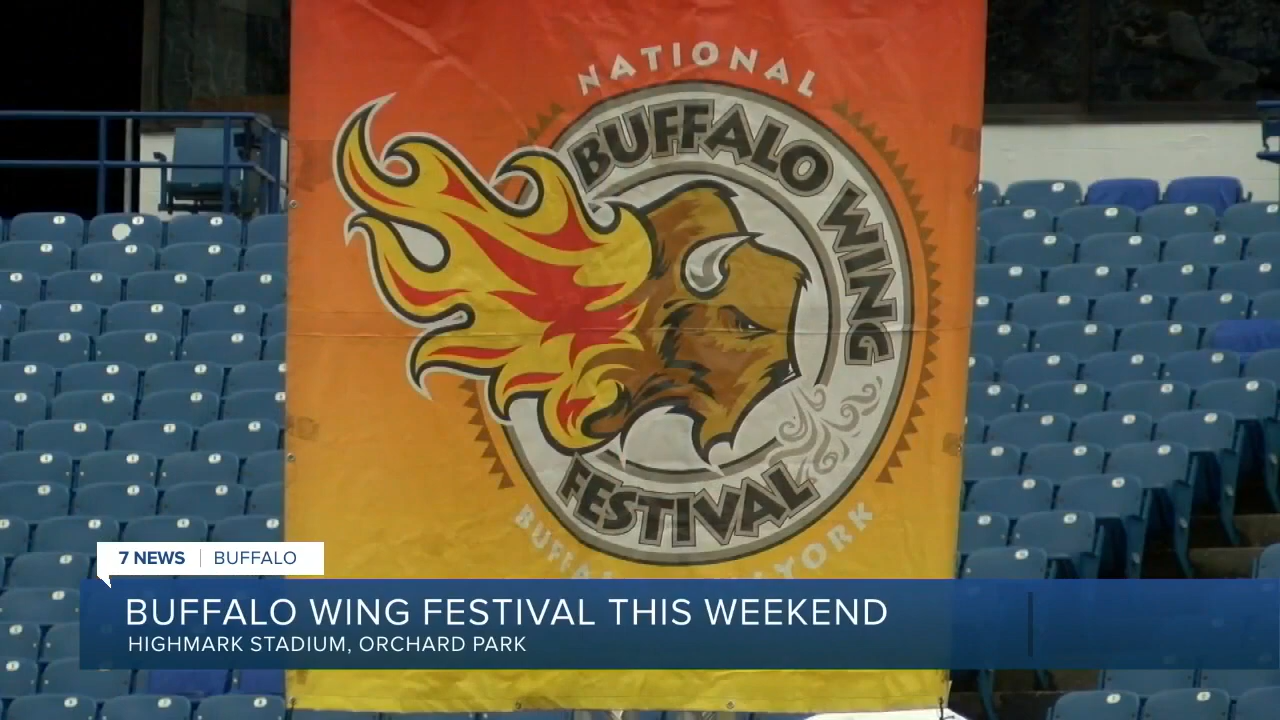 NATIONAL
BUFFALO WING
FESTIVAL
7 NEWS | BUFFALO
BUFFALO WING FESTIVAL THIS WEEKEND
HIGHMARK STADIUM, ORCHARD PARK